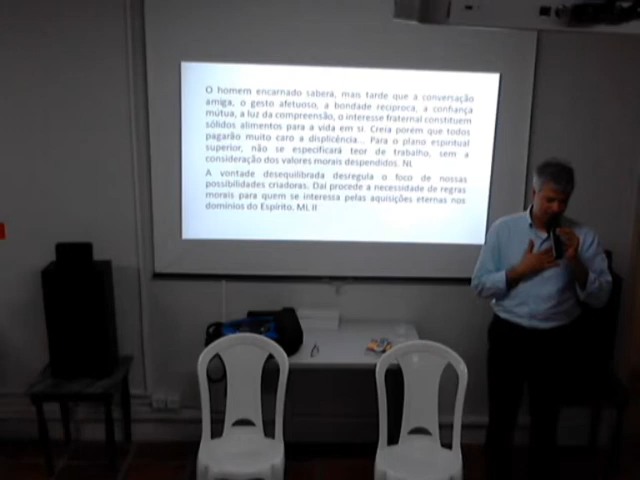 O homem encarnado saberá, mais tarde que a conversação
amiga, o gesto afetuoso, a bondade recíproca, a confiança
mútua, a luz da compreensão, o interesse fraternal constituem
sólidos alimentos para a vida em si. Creia porém que todos
pagarão muito caro a displicência... Para o plano espiritual
superior, não se especificará teor de trabalho, sem a
consideração dos valores morais despendidos. NL
A vontade desequilibrada desregula o foco de nossas
possibilidades criadoras. Daí procede a necessidade de regras
morais para quem se interessa pelas aquisições eternas nos
domínios do Espírito. ML II